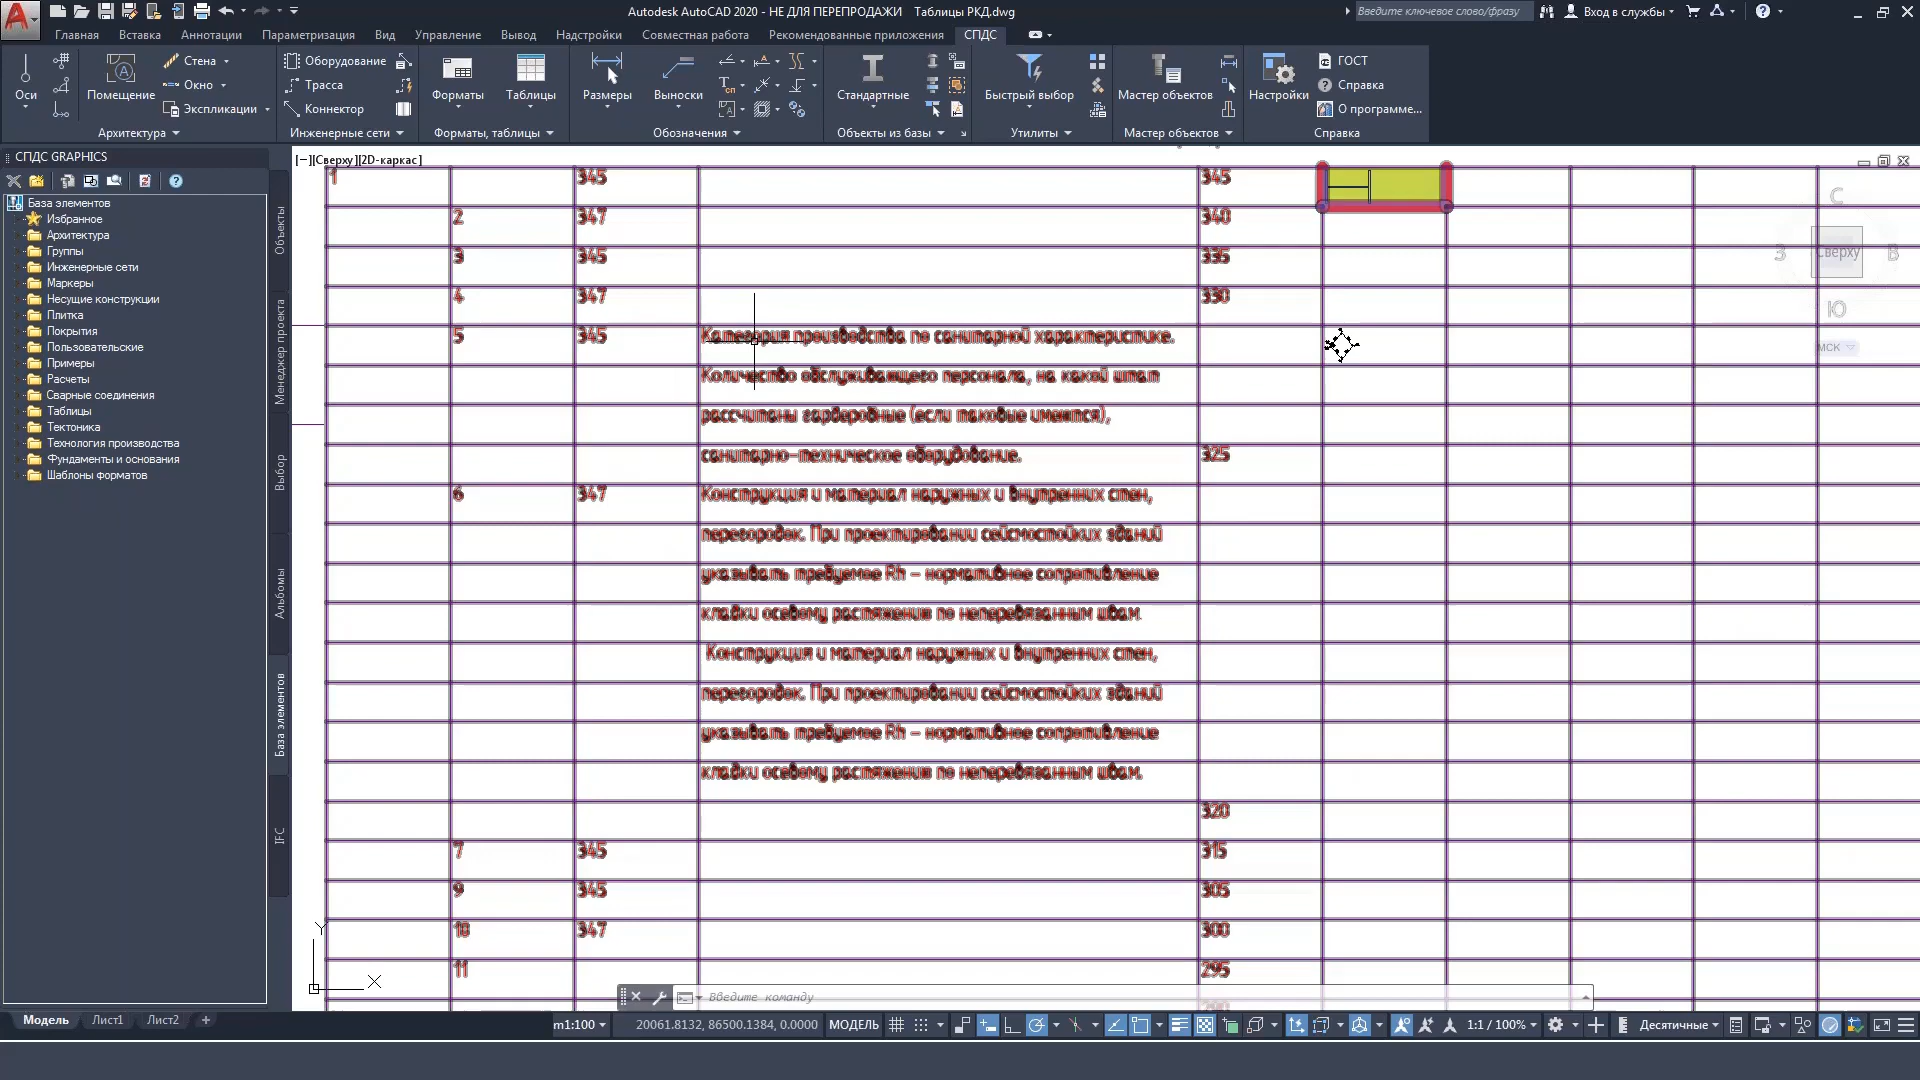 Autodesk AutoCAD 2020 - НЕ ДЛЯ ПЕРЕПРОДАЖИ Таблицы РКД.dwg
Введите ключевое слово/фразу
Вход в службы
Главная Вставка Аннотации Параметризация Вид Управление Вывод Надстройки Совместная работа Рекомендованные приложения СПДС
Оси
Помещение
Стена
Окно
Экспликации
Архитектура
Оборудование
Трасса
Коннектор
Инженерные сети
Форматы
Таблицы
Форматы, таблицы
Размеры
Выноски
Обозначения
Стандартные
Объекты из базы
Быстрый выбор
Утилиты
Мастер объектов
Мастер объектов
Настройки
ГОСТ
Справка
О программе...
Справка
СПДС GRAPHICS
База элементов
Избранное
Архитектура
Группы
Инженерные сети
Маркеры
Несущие конструкции
Плитка
Покрытия
Пользовательские
Примеры
Расчеты
Сварные соединения
Таблицы
Тектоника
Технология производства
Фундаменты и основания
Шаблоны форматов
Объекты
Менеджер проекта
Выбор
Альбомы
База элементов
IFC
[−][Сверху][2D-каркас]
1 345 345
2 347 340
3 345 335
4 347 330
5 345 Категория производства по санитарной характеристике.
Количество обслуживающего персонала, на какой штат
рассчитаны гардеробные (если таковые имеются),
санитарно-техническое оборудование. 325
6 347 Конструкция и материал наружных и внутренних стен,
перегородок. При проектировании сейсмостойких зданий
указывать требуемое Rh – нормативное сопротивление
кладки осевому растяжению по неперевязанным швам
Конструкция и материал наружных и внутренних стен,
перегородок. При проектировании сейсмостойких зданий
указывать требуемое Rh – нормативное сопротивление
кладки осевому растяжению по неперевязанным швам.
320
7 345 315
9 345 305
10 347 300
11 295
290
С
З Сверху В
Ю
МСК
Y
X
Введите команду
Модель Лист1 Лист2 +
m1:100 20061.8132, 86500.1384, 0.0000 МОДЕЛЬ 1:1 / 100% Десятичные